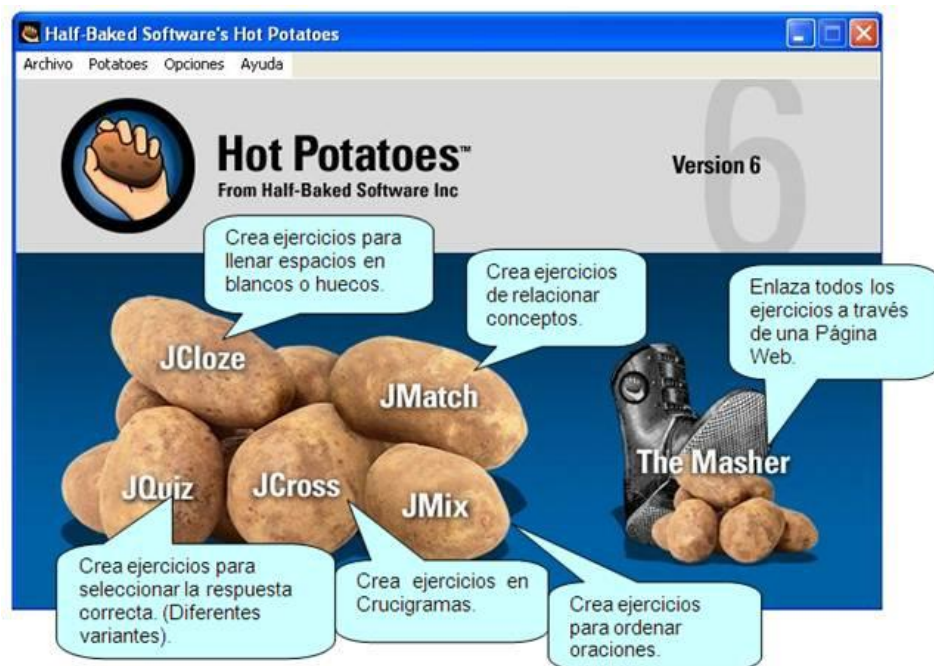 Half-Baked Software's Hot Potatoes
Archivo Potatoes Opciones Ayuda
6
Hot Potatoes™
From Half-Baked Software Inc
Version 6
Crea ejercicios para
llenar espacios en
blancos o huecos.
Crea ejercicios
de relacionar
conceptos.
Enlaza todos los
ejercicios a través
de una Página
Web.
JCloze
JMatch
The Masher
JQuiz
JCross
JMix
Crea ejercicios para
seleccionar la respuesta
correcta. (Diferentes
variantes).
Crea ejercicios en
Crucigramas.
Crea ejercicios
para ordenar
oraciones.